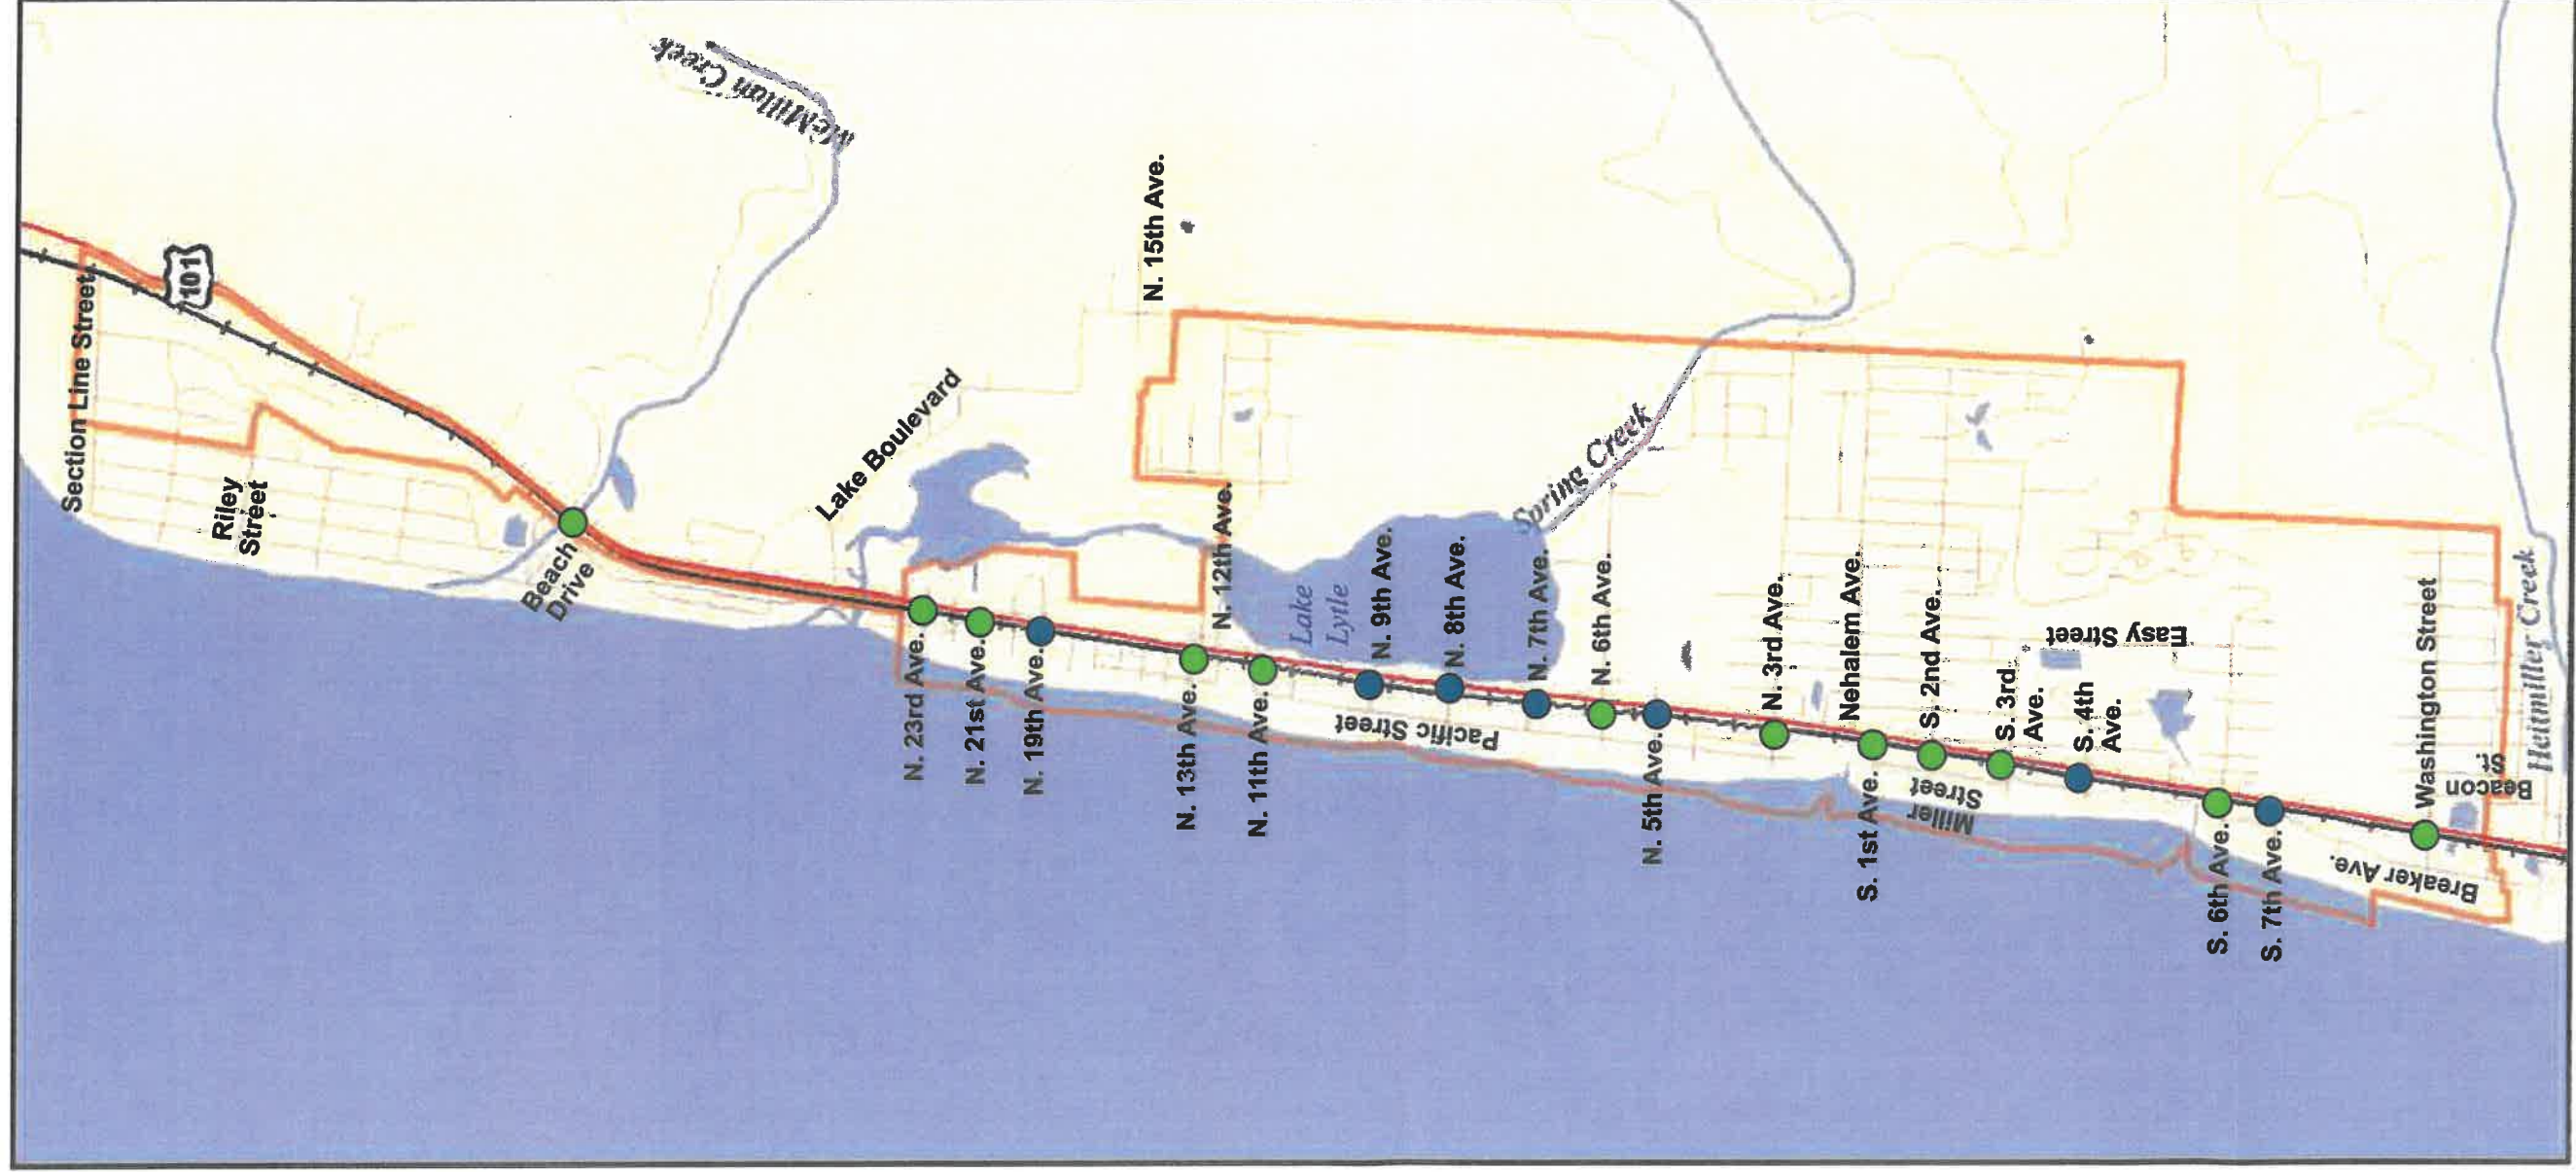 Section Line Street
101
Riley
Street
McMillan Creek
Beach
Drive
Lake Boulevard
N. 15th Ave.
N. 23rd Ave.
N. 21st Ave.
N. 19th Ave.
N. 12th Ave.
N. 13th Ave.
N. 11th Ave.
Lake
Lytle
N. 9th Ave.
N. 8th Ave.
N. 7th Ave.
Pacific Street
Spring Creek
N. 6th Ave.
N. 5th Ave.
N. 3rd Ave.
Nehalem Ave.
S. 1st Ave.
S. 2nd Ave.
Miller
Street
S. 3rd
Ave.
S. 4th
Ave.
Easy Street
S. 6th Ave.
S. 7th Ave.
Washington Street
Breaker Ave.
Beacon
St.
Heitmiller Creek